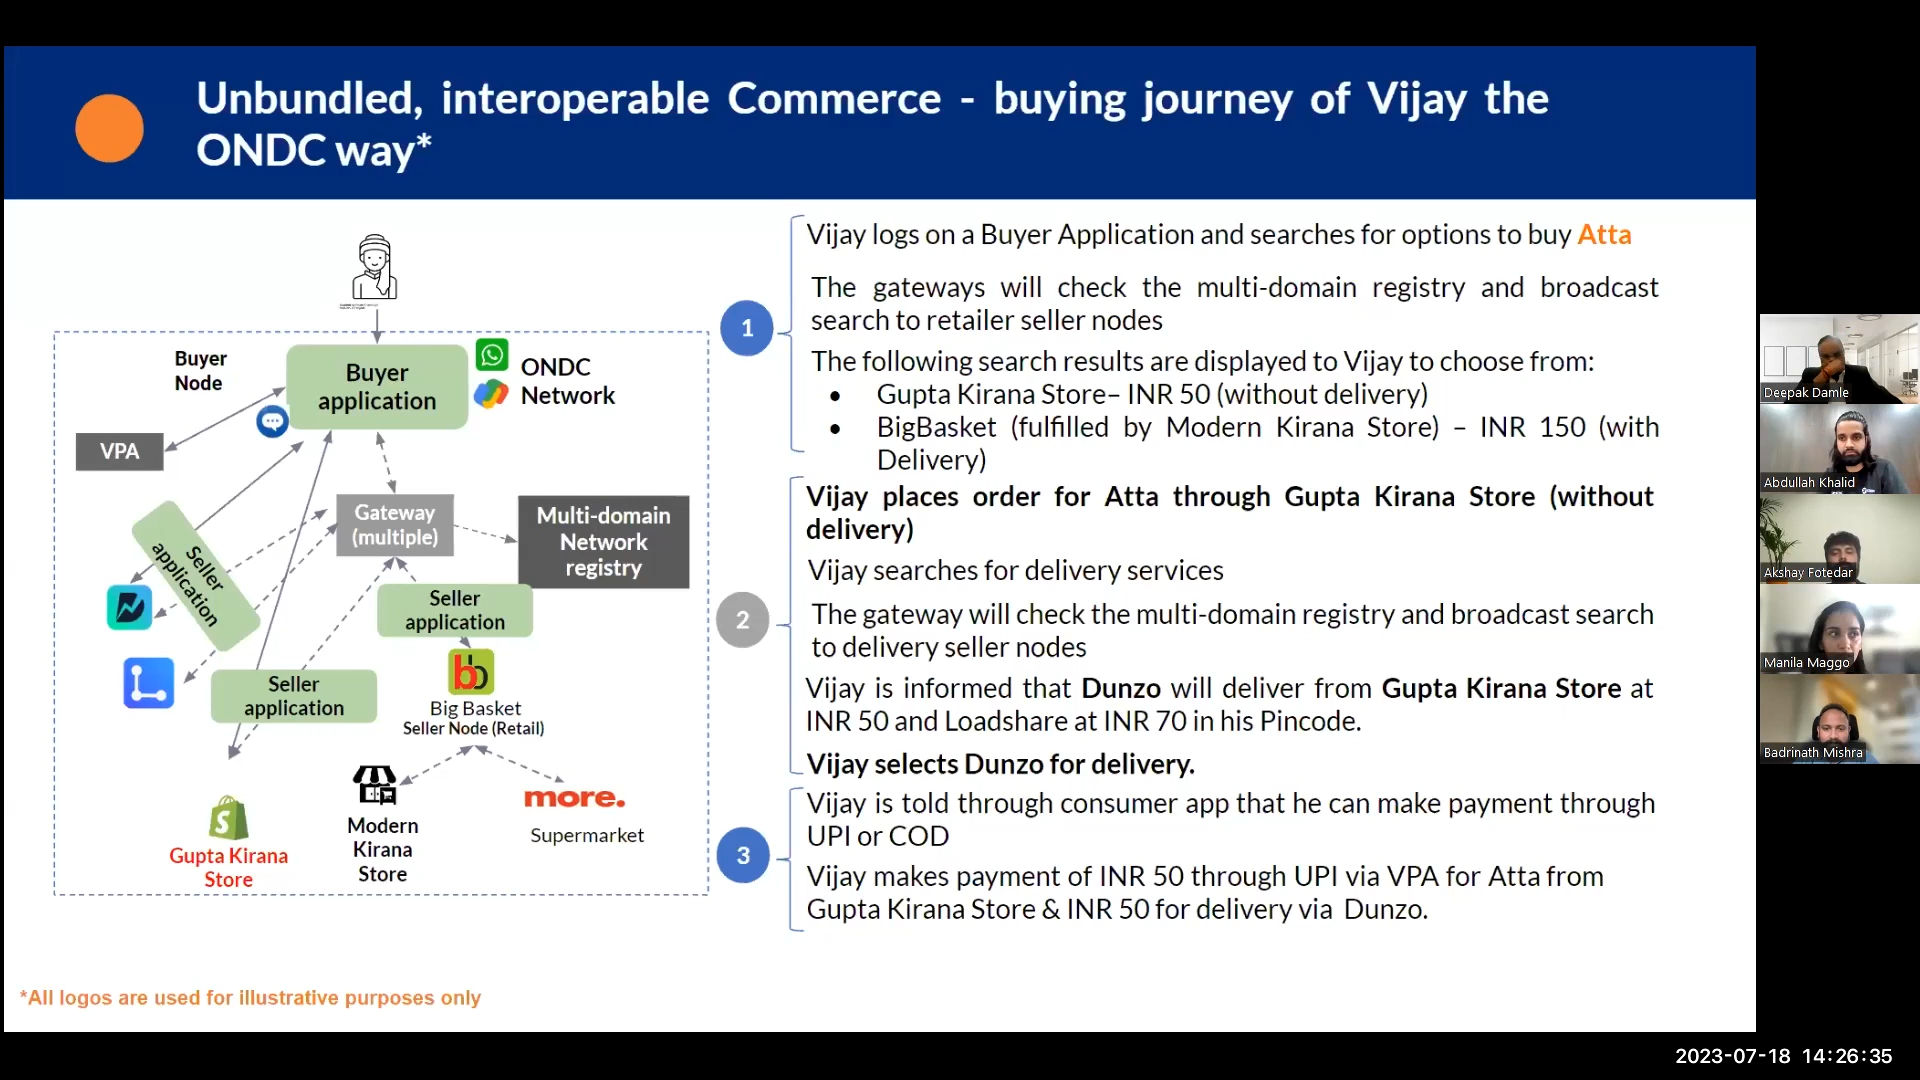 Unbundled, interoperable Commerce - buying journey of Vijay the
ONDC way*
Buyer
Node
Buyer
application
ONDC
Network
VPA
Gateway
(multiple)
Multi-domain
Network
registry
Seller
application
Seller
application
Seller
application
bb
Big Basket
Seller Node (Retail)
Gupta Kirana
Store
Modern
Kirana
Store
more.
Supermarket
1
Vijay logs on a Buyer Application and searches for options to buy Atta
The gateways will check the multi-domain registry and broadcast
search to retailer seller nodes
The following search results are displayed to Vijay to choose from:
• Gupta Kirana Store– INR 50 (without delivery)
• BigBasket (fulfilled by Modern Kirana Store) – INR 150 (with
Delivery)
2
Vijay places order for Atta through Gupta Kirana Store (without
delivery)
Vijay searches for delivery services
The gateway will check the multi-domain registry and broadcast search
to delivery seller nodes
Vijay is informed that Dunzo will deliver from Gupta Kirana Store at
INR 50 and Loadshare at INR 70 in his Pincode.
Vijay selects Dunzo for delivery.
3
Vijay is told through consumer app that he can make payment through
UPI or COD
Vijay makes payment of INR 50 through UPI via VPA for Atta from
Gupta Kirana Store & INR 50 for delivery via Dunzo.
*All logos are used for illustrative purposes only
Deepak Damle
Abdullah Khalid
Akshay Fotedar
Manila Maggo
Badrinath Mishra
2023-07-18 14:26:35